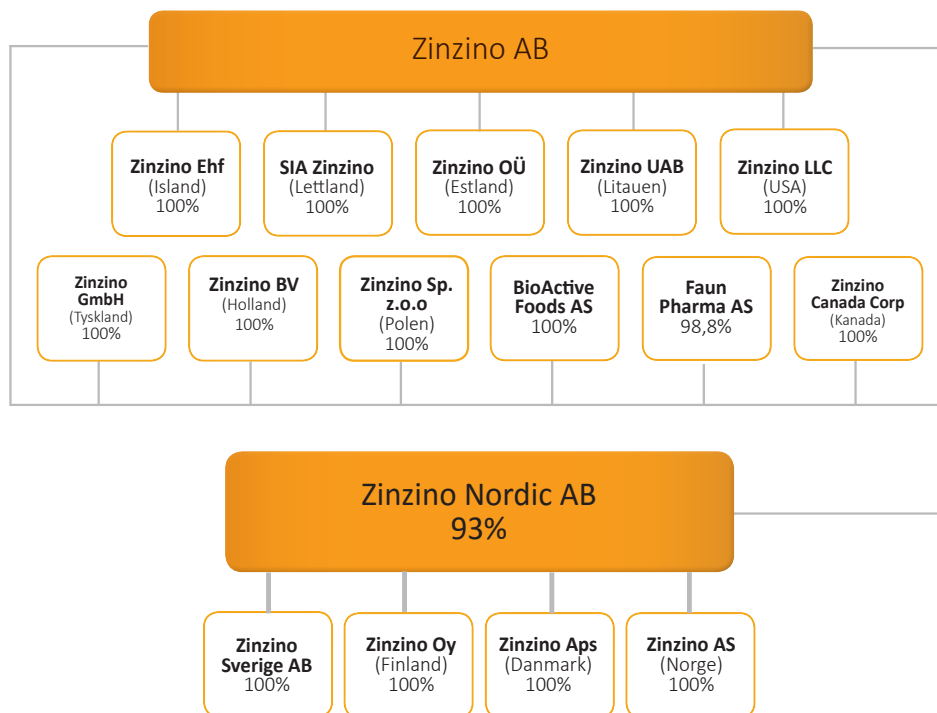 Zinzino AB
Zinzino Ehf
(Island)
100%
SIA Zinzino
(Lettland)
100%
Zinzino OÜ
(Estland)
100%
Zinzino UAB
(Litauen)
100%
Zinzino LLC
(USA)
100%
Zinzino
GmbH
(Tyskland)
100%
Zinzino BV
(Holland)
100%
Zinzino Sp.
z.o.o
(Polen)
100%
BioActive
Foods AS
100%
Faun
Pharma AS
98,8%
Zinzino
Canada Corp
(Kanada)
100%
Zinzino Nordic AB
93%
Zinzino
Sverige AB
100%
Zinzino Oy
(Finland)
100%
Zinzino Aps
(Danmark)
100%
Zinzino AS
(Norge)
100%